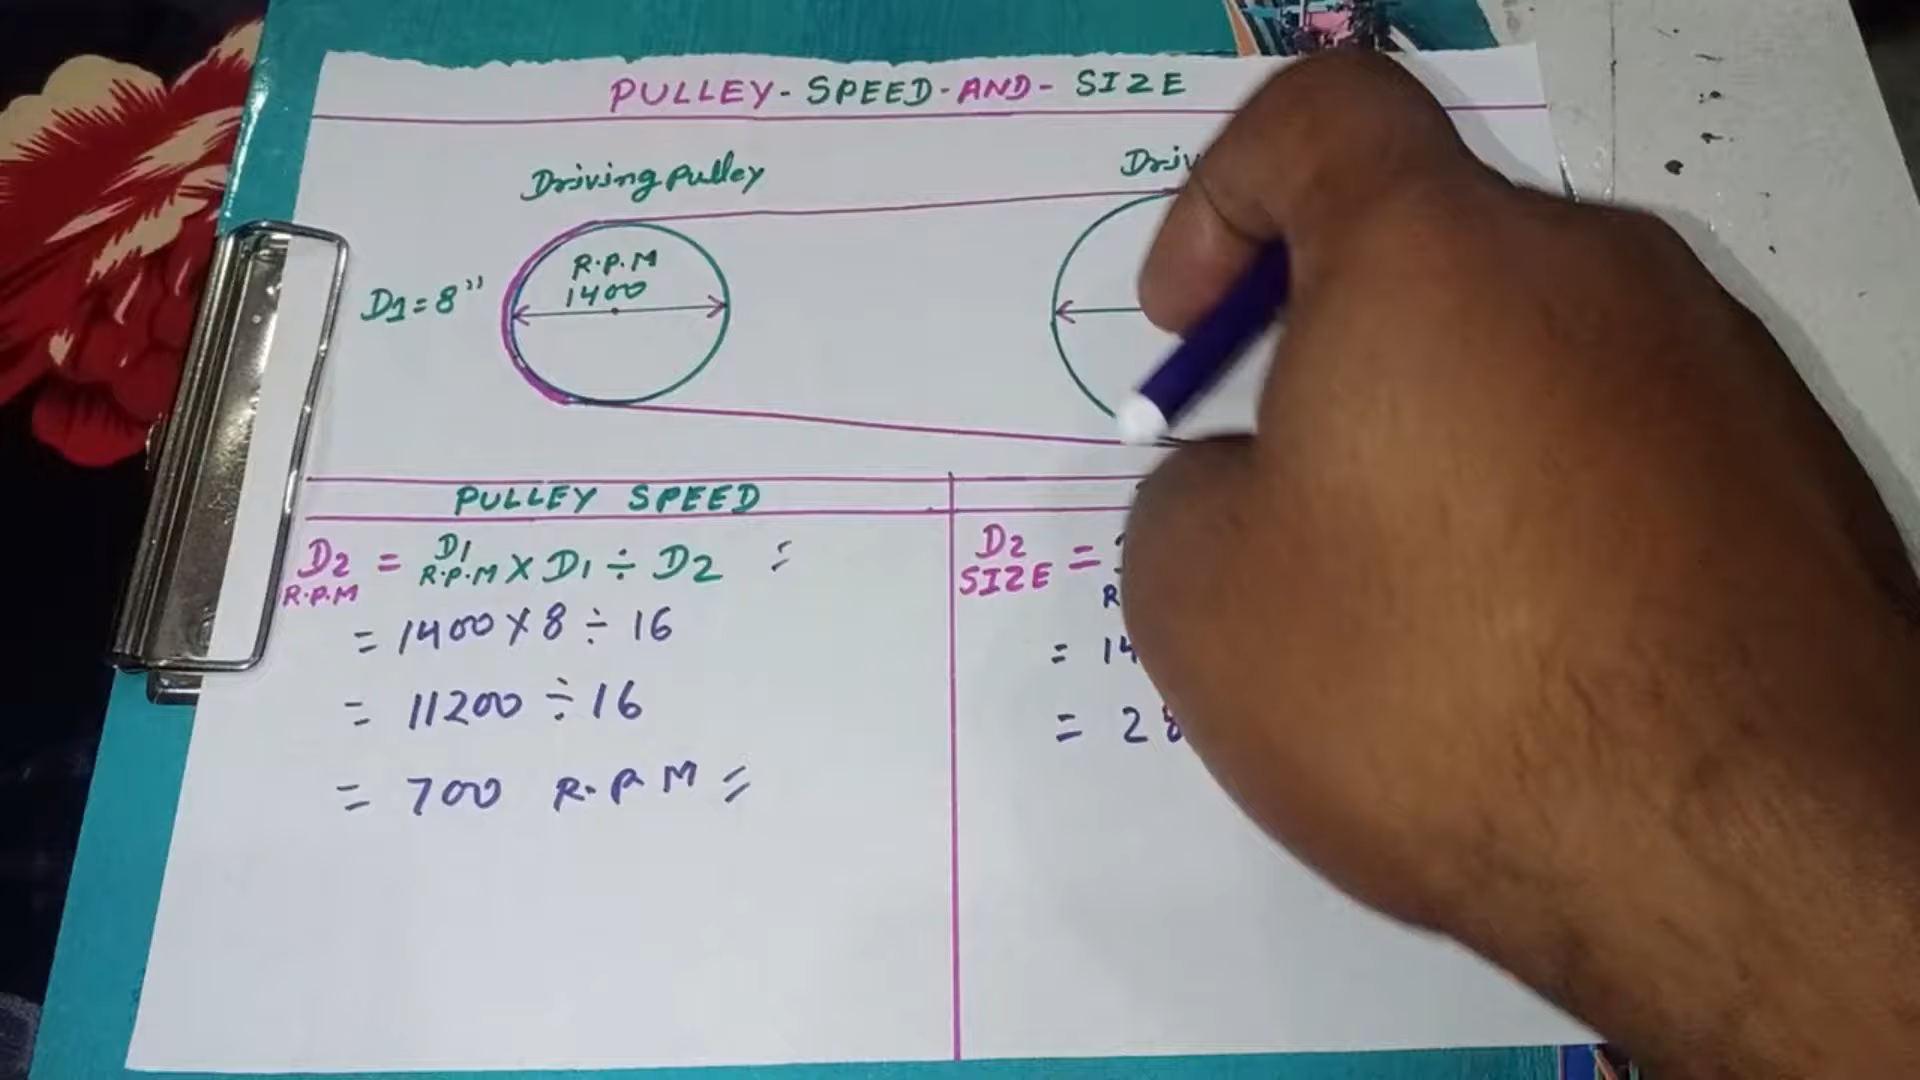 PULLEY-SPEED-AND-SIZE
Driving Pulley
R.P.M
1400
D1 = 8"
PULLEY SPEED
D2 R.P.M = D1 R.P.M X D1 ÷ D2 =
= 1400 X 8 ÷ 16
= 11200 ÷ 16
= 700 R.P.M =
D2 SIZE =